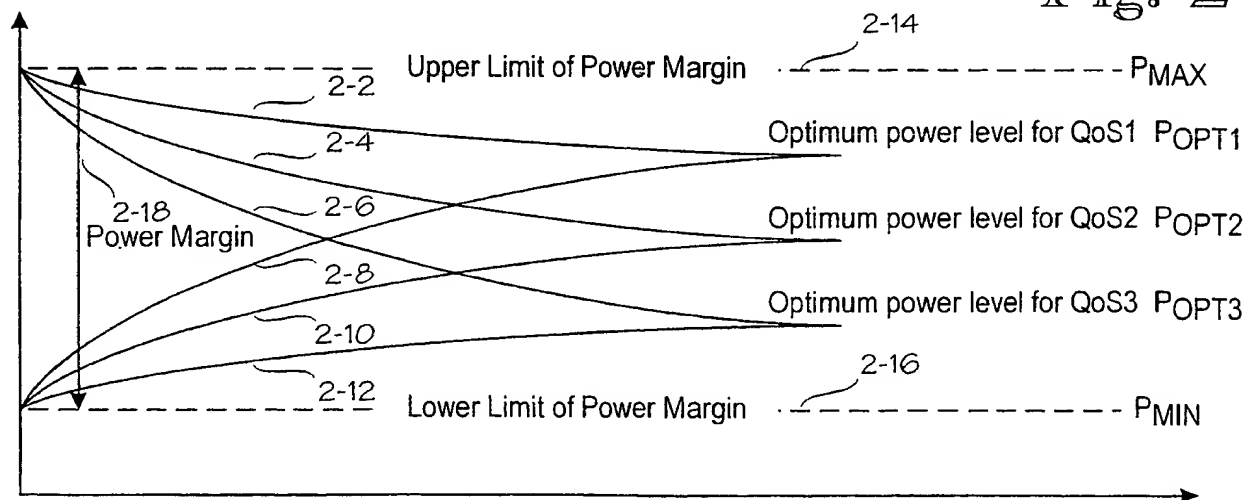 Fig. 2
2-14
Upper Limit of Power Margin
PMAX
2-2
Optimum power level for QoS1 POPT1
2-4
2-6
2-18
Power Margin
Optimum power level for QoS2 POPT2
2-8
2-10
Optimum power level for QoS3 POPT3
2-12
2-16
Lower Limit of Power Margin
PMIN